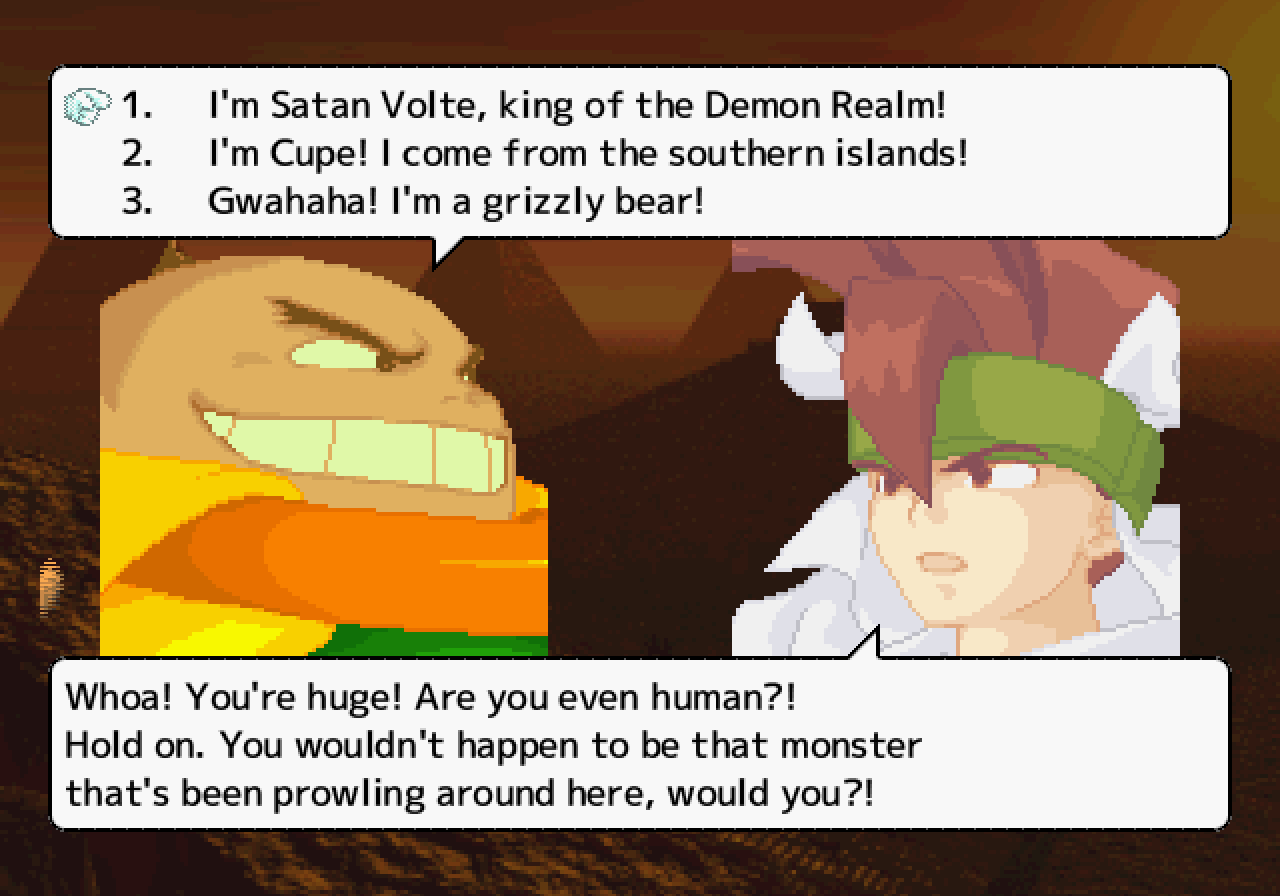 1. I'm Satan Volte, king of the Demon Realm!
2. I'm Cupe! I come from the southern islands!
3. Gwahaha! I'm a grizzly bear!
Whoa! You're huge! Are you even human?!
Hold on. You wouldn't happen to be that monster
that's been prowling around here, would you?!